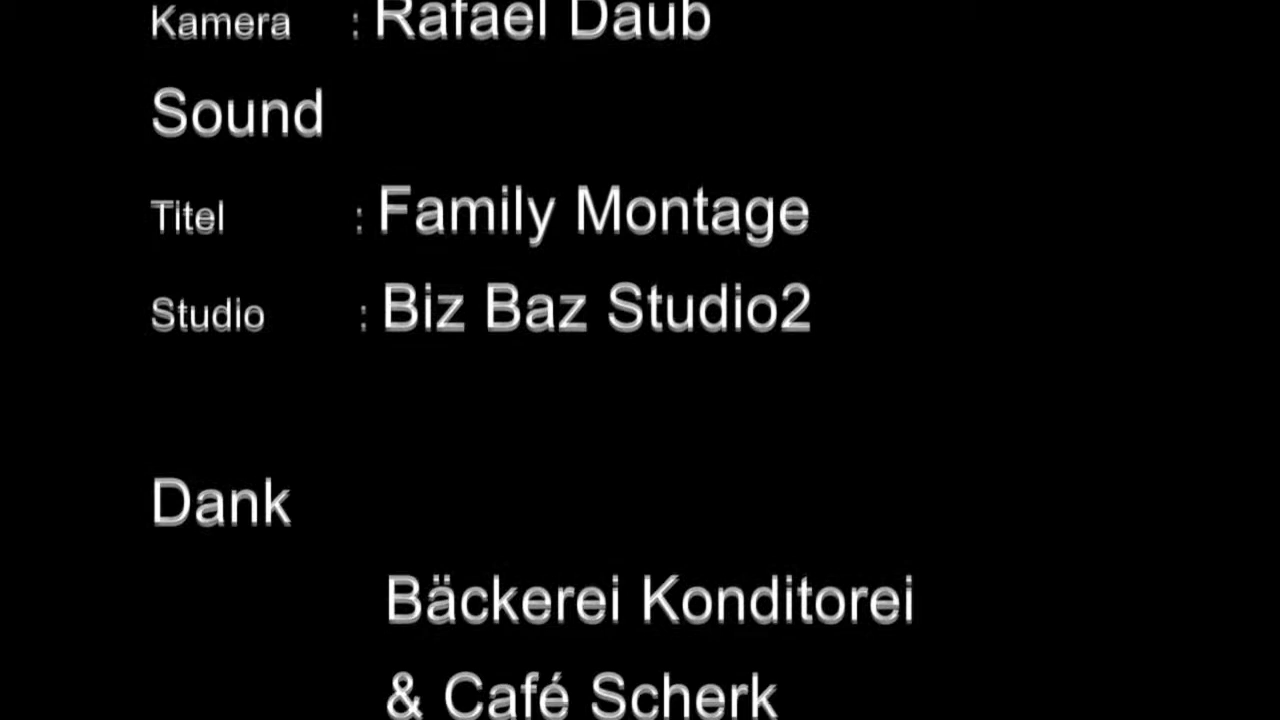 Kamera : Rafael Daub
Sound
Titel : Family Montage
Studio : Biz Baz Studio2
Dank
Bäckerei Konditorei
& Café Scherk